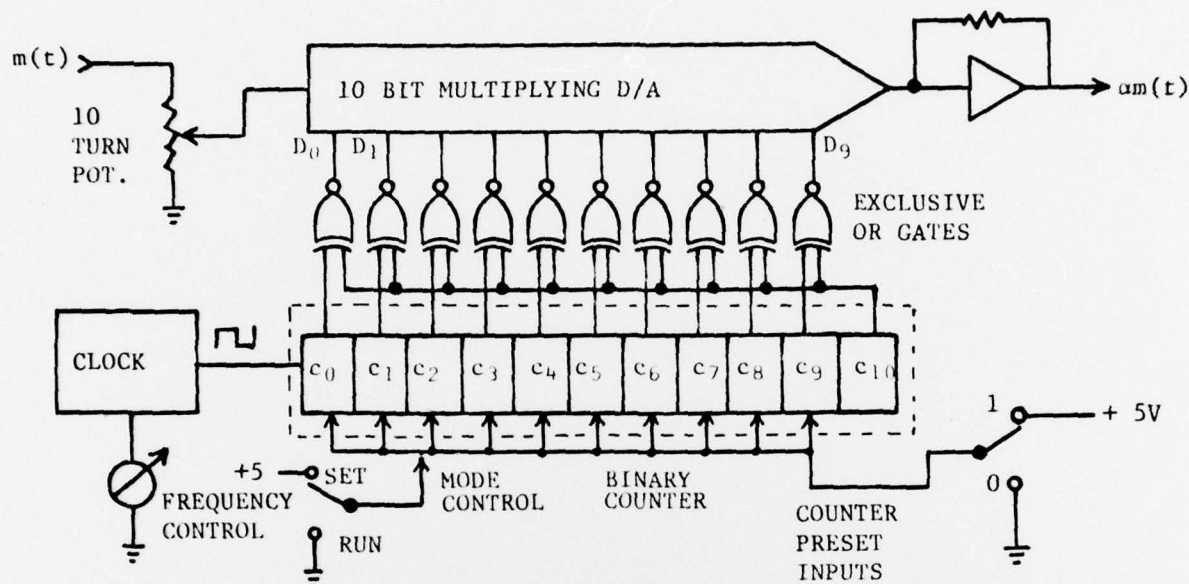 m(t)
10
TURN
POT.
10 BIT MULTIPLYING D/A
αm(t)
D0 D1 D9
EXCLUSIVE
OR GATES
CLOCK
c0 c1 c2 c3 c4 c5 c6 c7 c8 c9 c10
1
+ 5V
0
+5
SET
RUN
FREQUENCY
CONTROL
MODE
CONTROL
BINARY
COUNTER
COUNTER
PRESET
INPUTS